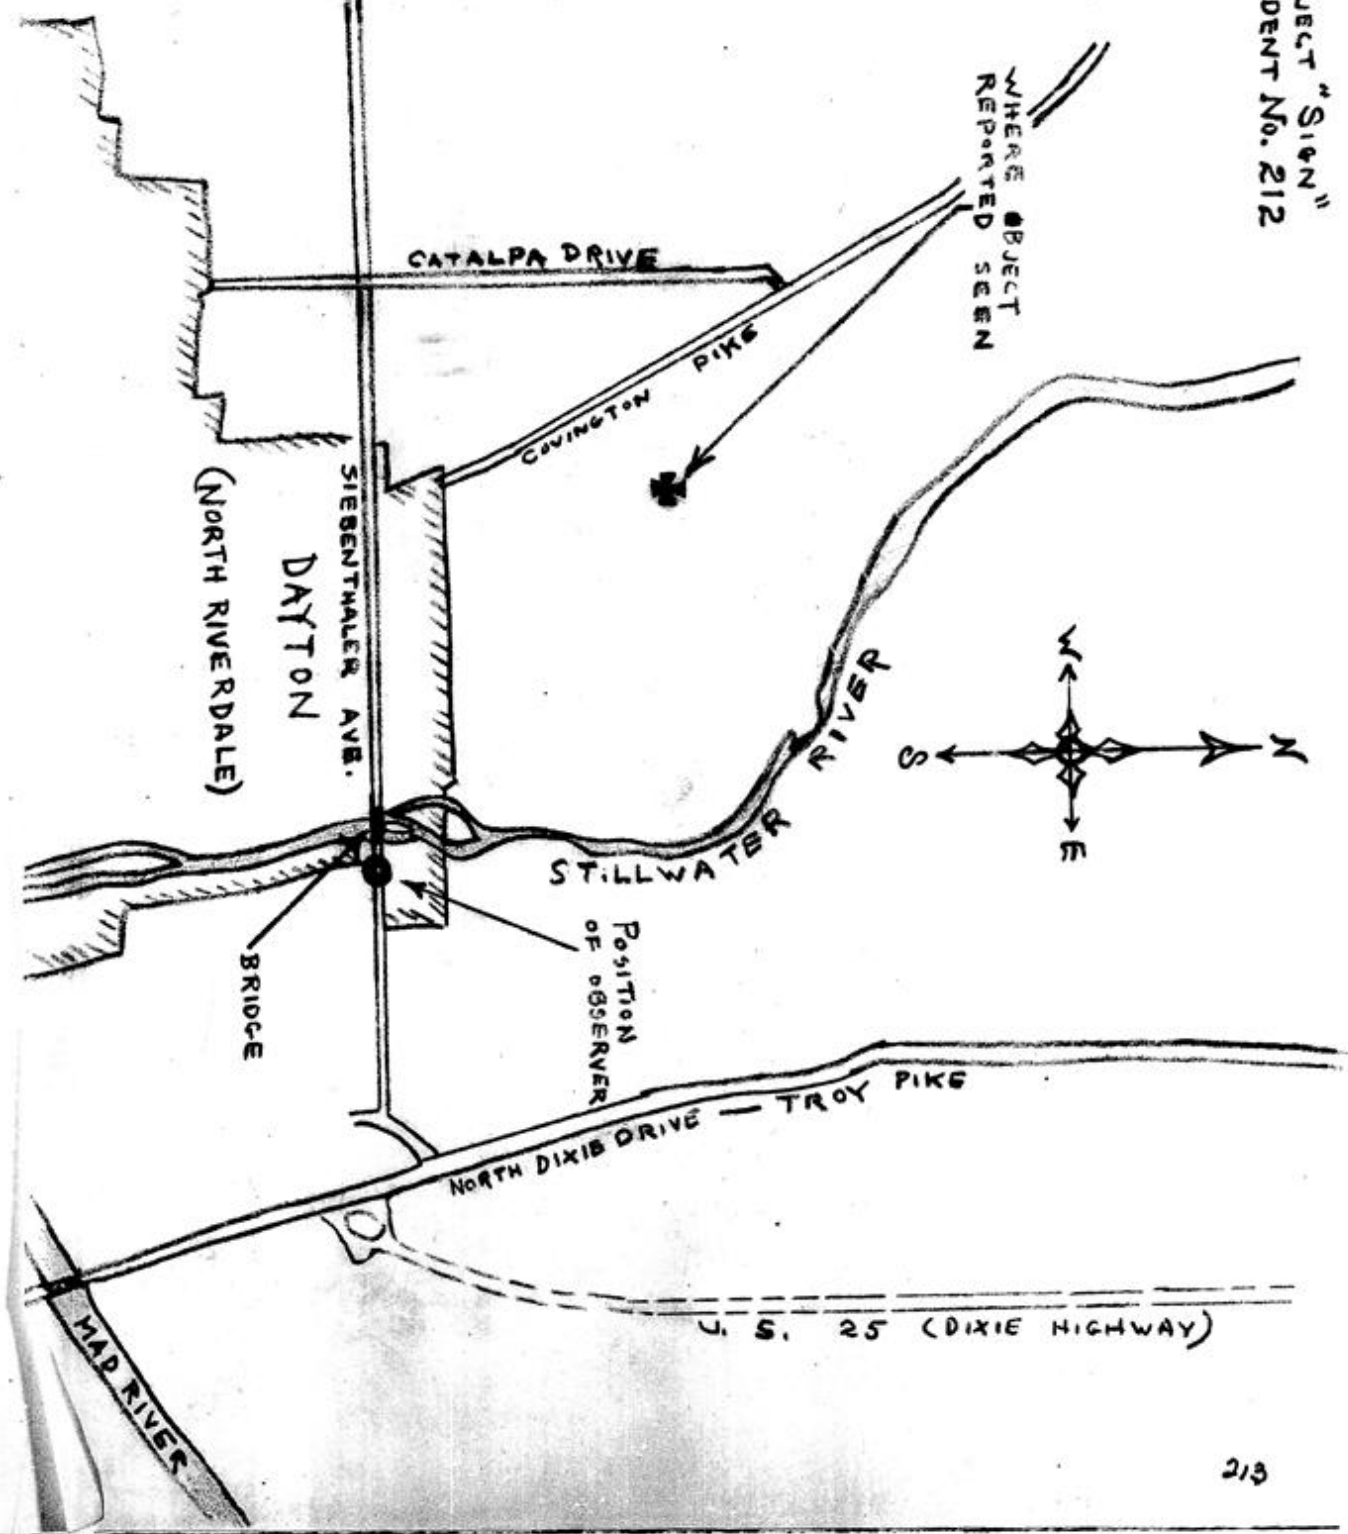 JECT "SIGN"
DENT No. 212
WHERE OBJECT
REPORTED SEEN
CATALPA DRIVE
COVINGTON PIKE
SIEBENTHALER AVE.
DAYTON
(NORTH RIVERDALE)
W
N
S
E
STILLWATER RIVER
POSITION
OF OBSERVER
BRIDGE
NORTH DIXIE DRIVE — TROY PIKE
U. S. 25 (DIXIE HIGHWAY)
MAD RIVER
213